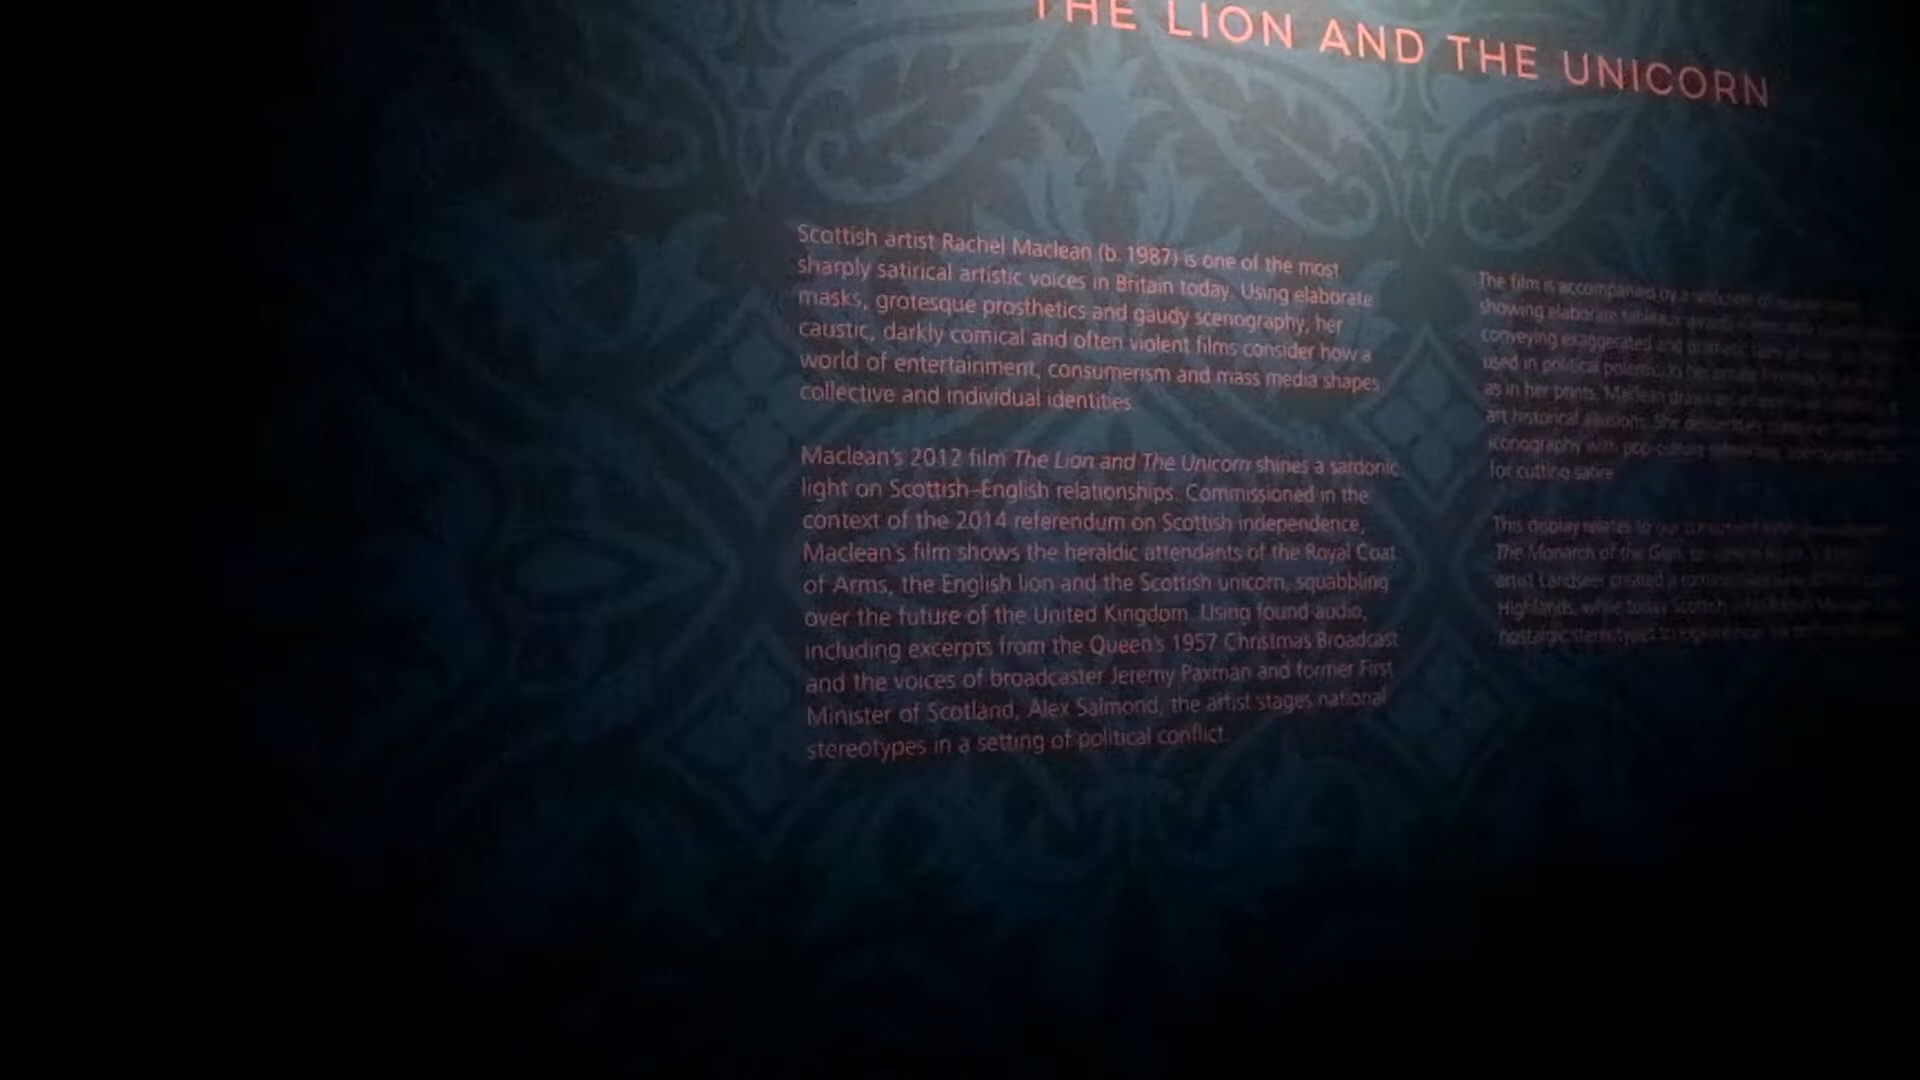 THE LION AND THE UNICORN
Scottish artist Rachel Maclean (b. 1987) is one of the most
sharply satirical artistic voices in Britain today. Using elaborate
masks, grotesque prosthetics and gaudy scenography, her
caustic, darkly comical and often violent films consider how a
world of entertainment, consumerism and mass media shapes
collective and individual identities.
Maclean's 2012 film The Lion and The Unicorn shines a sardonic
light on Scottish–English relationships. Commissioned in the
context of the 2014 referendum on Scottish independence,
Maclean's film shows the heraldic attendants of the Royal Coat
of Arms, the English lion and the Scottish unicorn, squabbling
over the future of the United Kingdom. Using found audio,
including excerpts from the Queen's 1957 Christmas Broadcast
and the voices of broadcaster Jeremy Paxman and former First
Minister of Scotland, Alex Salmond, the artist stages national
stereotypes in a setting of political conflict.
The film is accompanied by a
showing elaborate
conveying exaggerated and
used in political
as in her prints, Maclean
art historical allusions. She
iconography with pop-culture
for cutting satire.
This display relates to our
The Monarch of the Glen
artist Landseer created a
Highlands, while today Scottish
nostalgic stereotypes to